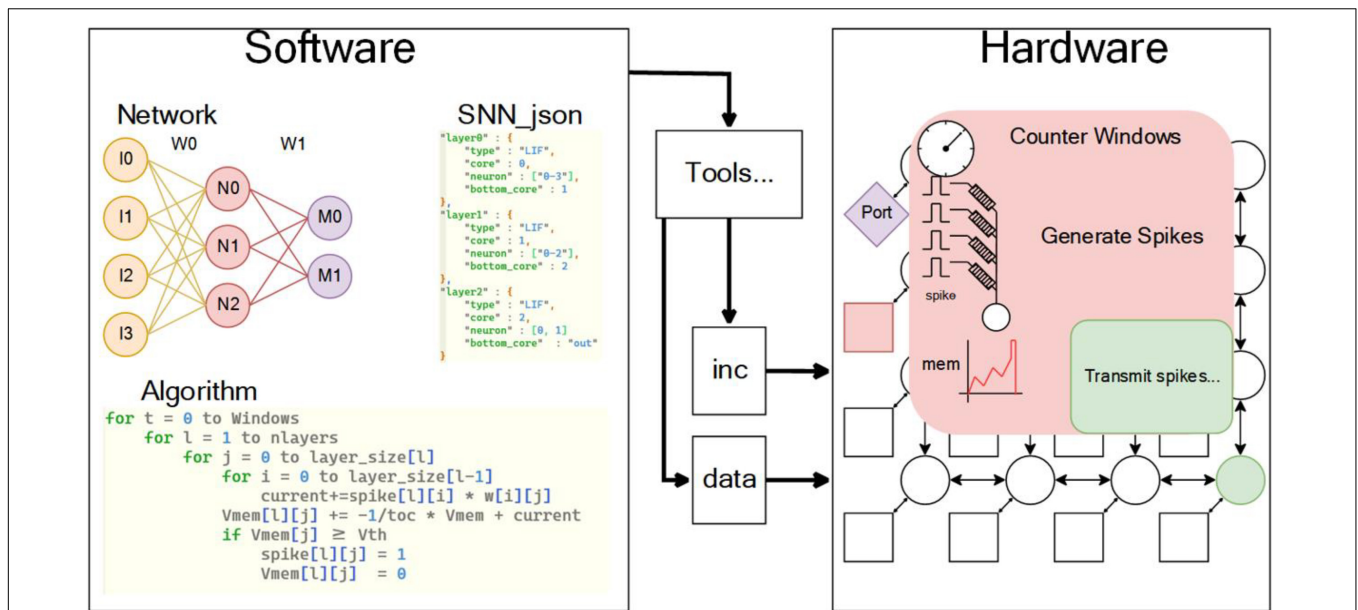 Software
Network
W0
W1
I0
I1
I2
I3
N0
N1
N2
M0
M1
SNN_json
"layer0" : {
"type" : "LIF",
"core" : 0,
"neuron" : ["0-3"],
"bottom_core" : 1
},
"layer1" : {
"type" : "LIF",
"core" : 1,
"neuron" : ["0-2"],
"bottom_core" : 2
},
"layer2" : {
"type" : "LIF",
"core" : 2,
"neuron" : [0, 1]
"bottom_core" : "out"
}
Algorithm
for t = 0 to Windows
for l = 1 to nlayers
for j = 0 to layer_size[l]
for i = 0 to layer_size[l-1]
current+=spike[l][i] * w[i][j]
Vmem[l][j] += -1/toc * Vmem + current
if Vmem[j] ≥ Vth
spike[l][j] = 1
Vmem[l][j] = 0
Tools...
inc
data
Hardware
Counter Windows
Port
Generate Spikes
spike
mem
Transmit spikes...